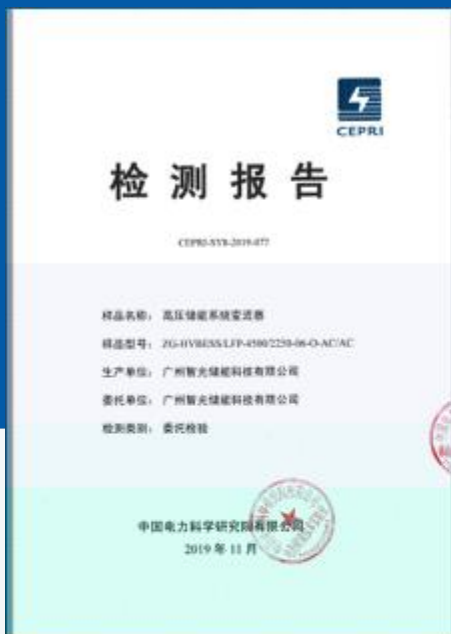 CEPRI
检测报告
CEPRI-SY8-2019-077
样品名称： 高压储能系统变流器
样品型号： ZG-HVBESS/LFP-4500/2250-06-O-AC/AC
生产单位： 广州智光储能科技有限公司
委托单位： 广州智光储能科技有限公司
检测类别： 委托检验
中国电力科学研究院有限公司
2019 年 11 月